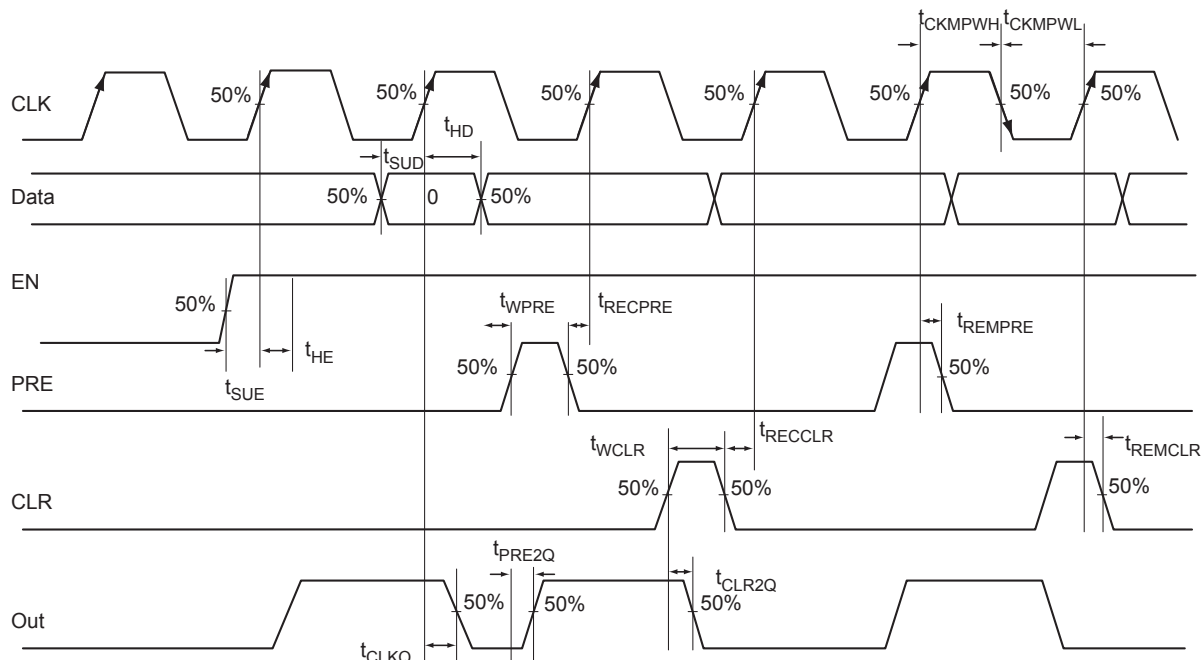 tCKMPWH tCKMPWL
CLK 50% 50% 50% 50% 50% 50% 50%
tHD
tSUD
Data 50% 0 50%
EN
50% tWPRE tRECPRE
tREMPRE
tHE
PRE 50% 50% 50%
tSUE
tWCLR tRECCLR tREMCLR
CLR 50% 50% 50%
tPRE2Q
tCLR2Q
Out 50% 50% 50%
tCLKQ